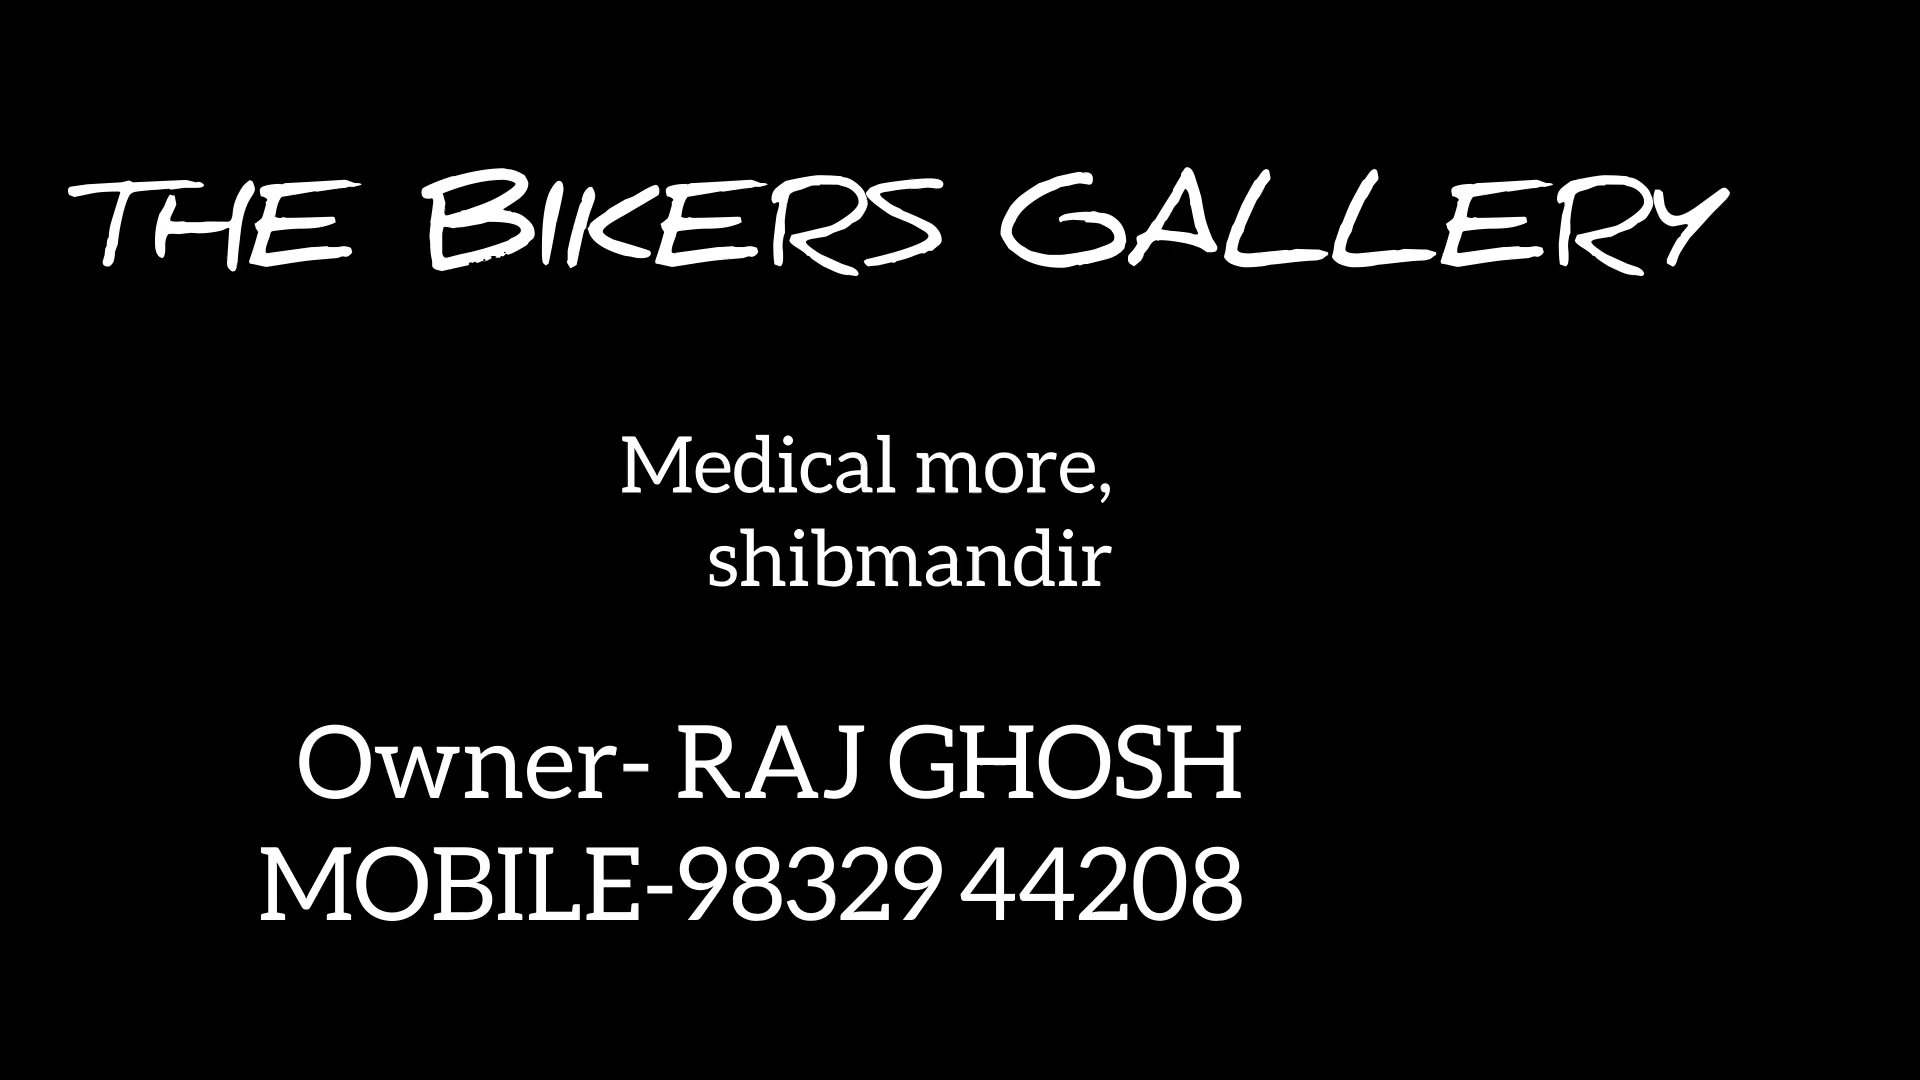 THE BIKERS GALLERY
Medical more,
shibmandir
Owner- RAJ GHOSH
MOBILE-98329 44208